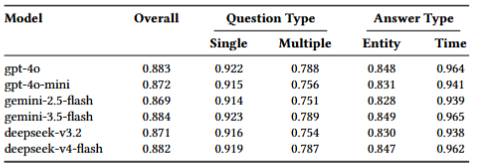 Model Overall Question Type Answer Type
Single Multiple Entity Time
gpt-4o 0.883 0.922 0.788 0.848 0.964
gpt-4o-mini 0.872 0.915 0.756 0.831 0.941
gemini-2.5-flash 0.869 0.914 0.751 0.828 0.939
gemini-3.5-flash 0.884 0.923 0.789 0.849 0.965
deepseek-v3.2 0.871 0.916 0.754 0.830 0.938
deepseek-v4-flash 0.882 0.919 0.787 0.847 0.962